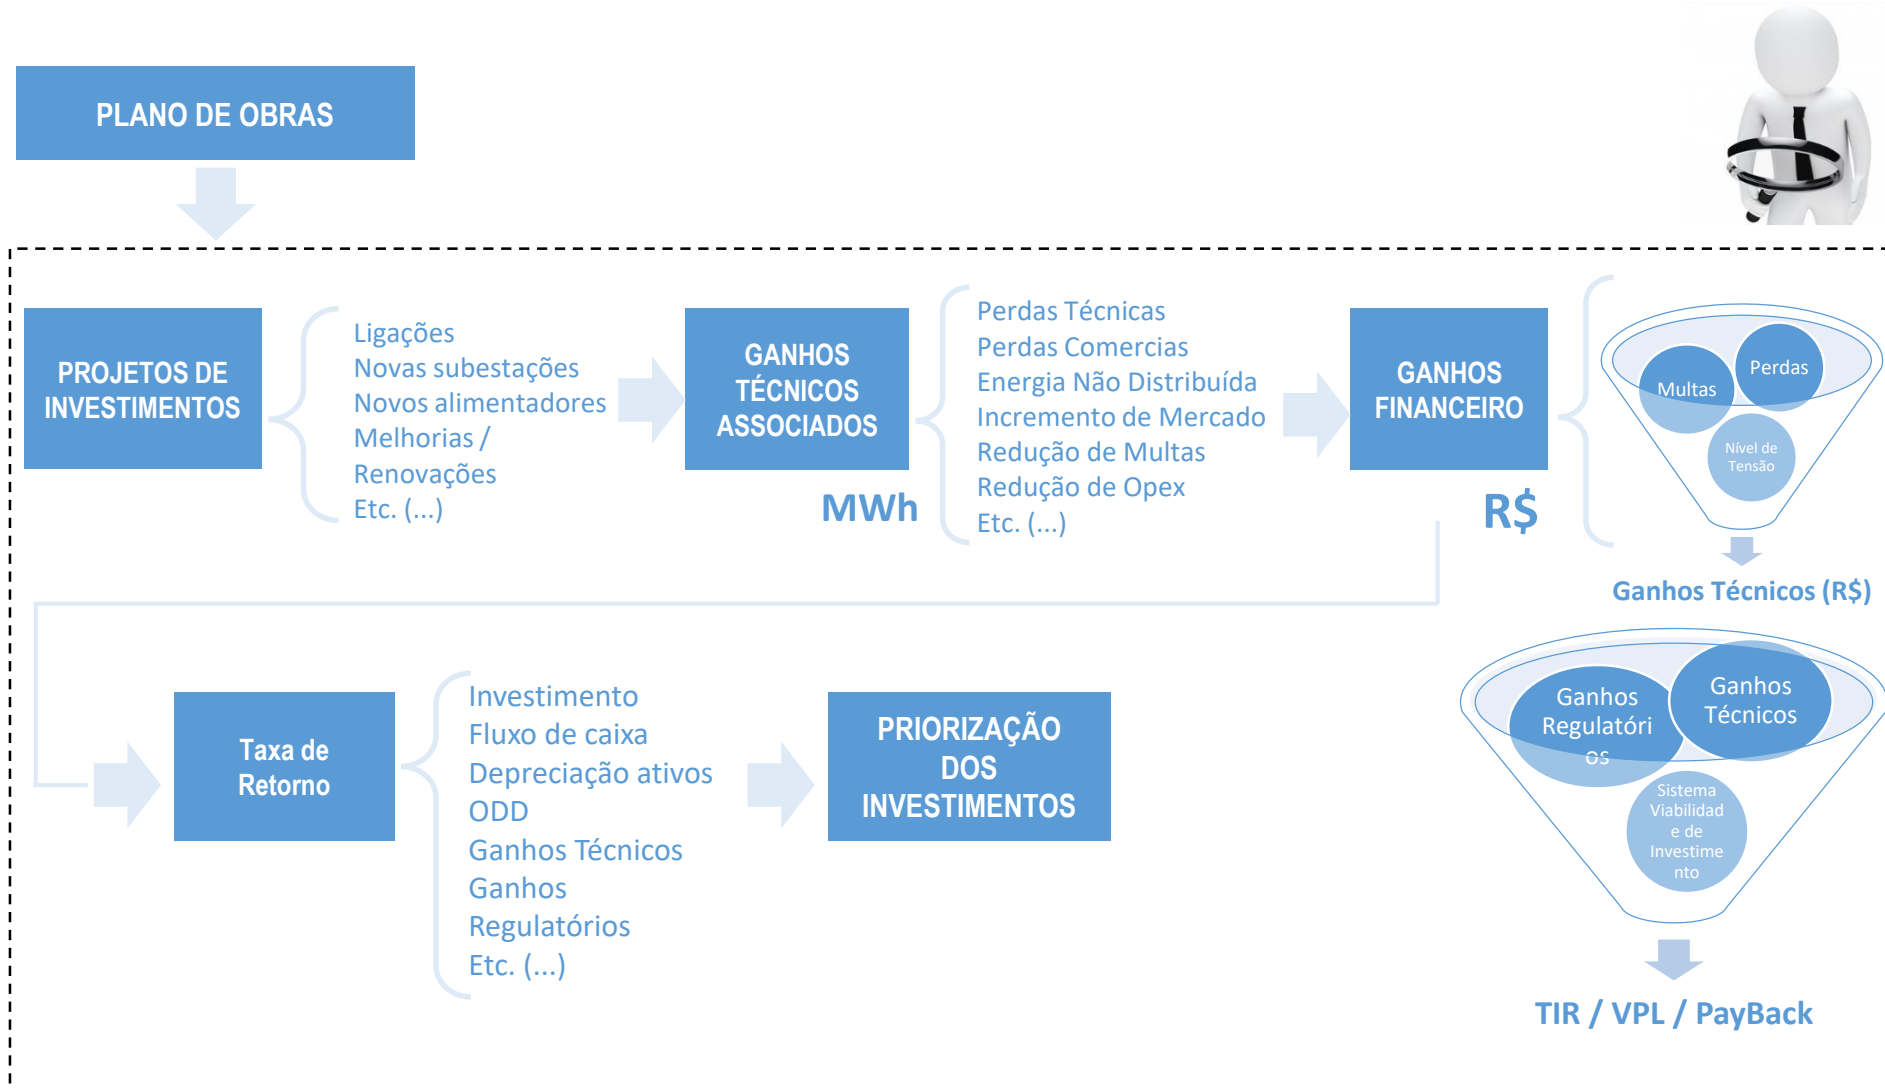 PLANO DE OBRAS
PROJETOS DE
INVESTIMENTOS
Ligações
Novas subestações
Novos alimentadores
Melhorias /
Renovações
Etc. (...)
GANHOS
TÉCNICOS
ASSOCIADOS
MWh
Perdas Técnicas
Perdas Comercias
Energia Não Distribuída
Incremento de Mercado
Redução de Multas
Redução de Opex
Etc. (...)
GANHOS
FINANCEIRO
R$
Multas
Perdas
Nível de
Tensão
Ganhos Técnicos (R$)
Taxa de
Retorno
Investimento
Fluxo de caixa
Depreciação ativos
ODD
Ganhos Técnicos
Ganhos
Regulatórios
Etc. (...)
PRIORIZAÇÃO
DOS
INVESTIMENTOS
Ganhos
Regulatóri
os
Ganhos
Técnicos
Sistema
Viabilidad
e de
Investime
nto
TIR / VPL / PayBack